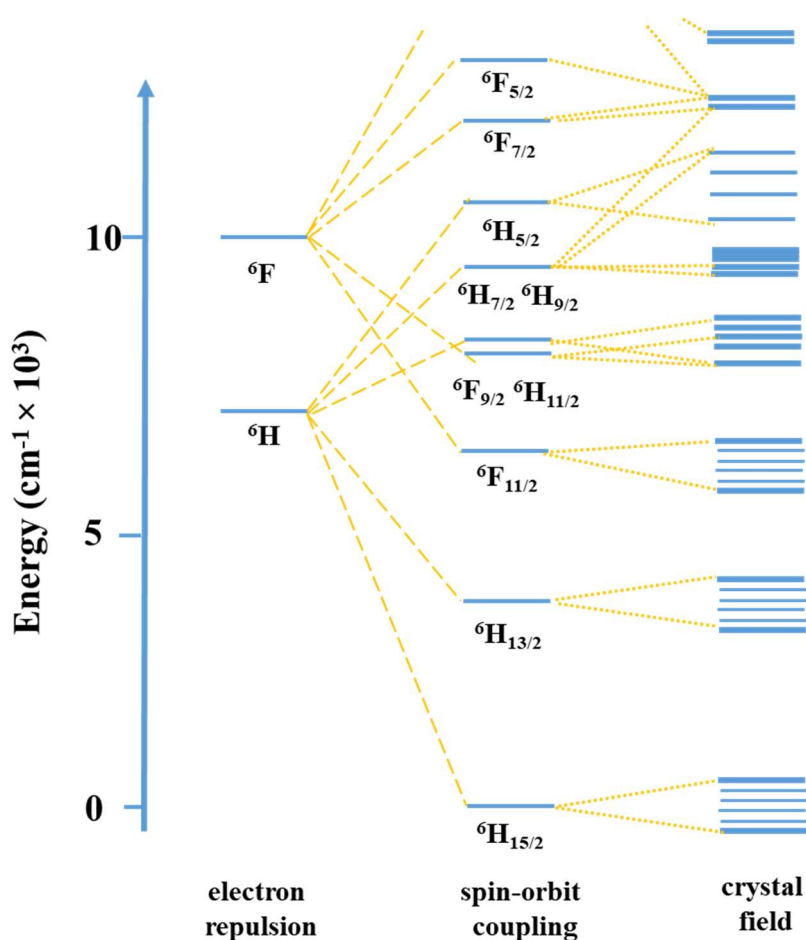 ⁶F₅/₂
⁶F₇/₂
10
⁶H₅/₂
⁶F
⁶H₇/₂ ⁶H₉/₂
⁶F₉/₂ ⁶H₁₁/₂
⁶H
⁶F₁₁/₂
5
Energy (cm⁻¹ × 10³)
⁶H₁₃/₂
0
⁶H₁₅/₂
electron
repulsion
spin-orbit
coupling
crystal
field